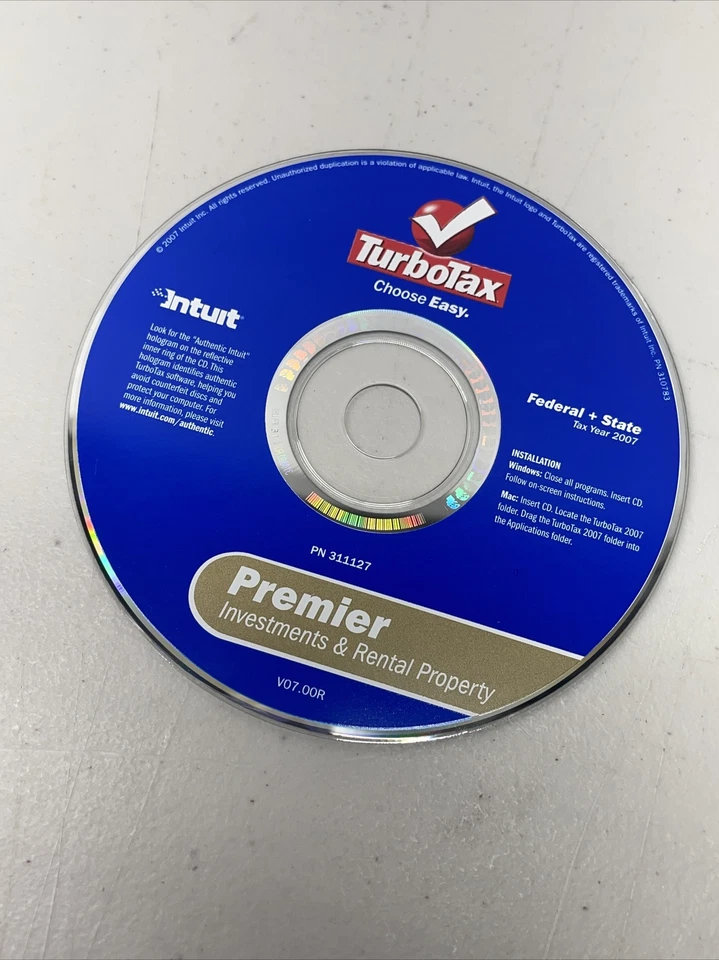 © 2007 Intuit Inc. All rights reserved. Unauthorized duplication is a violation of applicable law. Intuit, the Intuit logo and TurboTax are registered trademarks of Intuit Inc. PN 310783
TurboTax
Choose Easy.
Intuit
Look for the "Authentic Intuit"
hologram on the reflective
inner ring of the CD. This
hologram identifies authentic
TurboTax software, helping you
avoid counterfeit discs and
protect your computer. For
more information, please visit
www.intuit.com/authentic.
Federal + State
Tax Year 2007
INSTALLATION
Windows: Close all programs. Insert CD.
Follow on-screen instructions.
Mac: Insert CD. Locate the TurboTax 2007
folder. Drag the TurboTax 2007 folder into
the Applications folder.
PN 311127
Premier
Investments & Rental Property
V07.00R